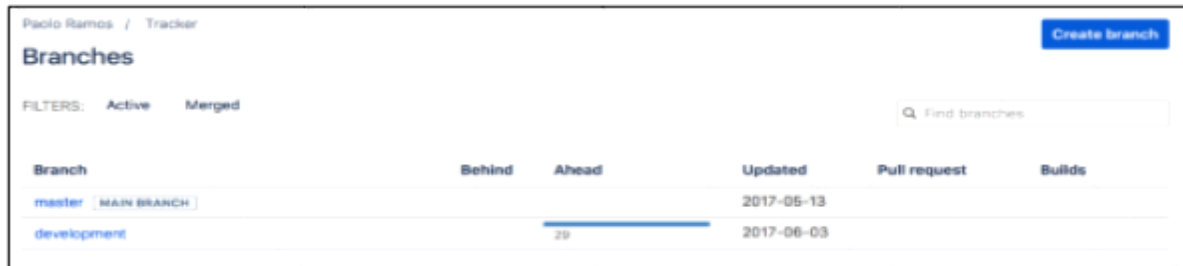 Paolo Ramos / Tracker
Create branch
Branches
FILTERS: Active Merged
Find branches
Branch Behind Ahead Updated Pull request Builds
master MAIN BRANCH 2017-05-13
development 29 2017-06-03